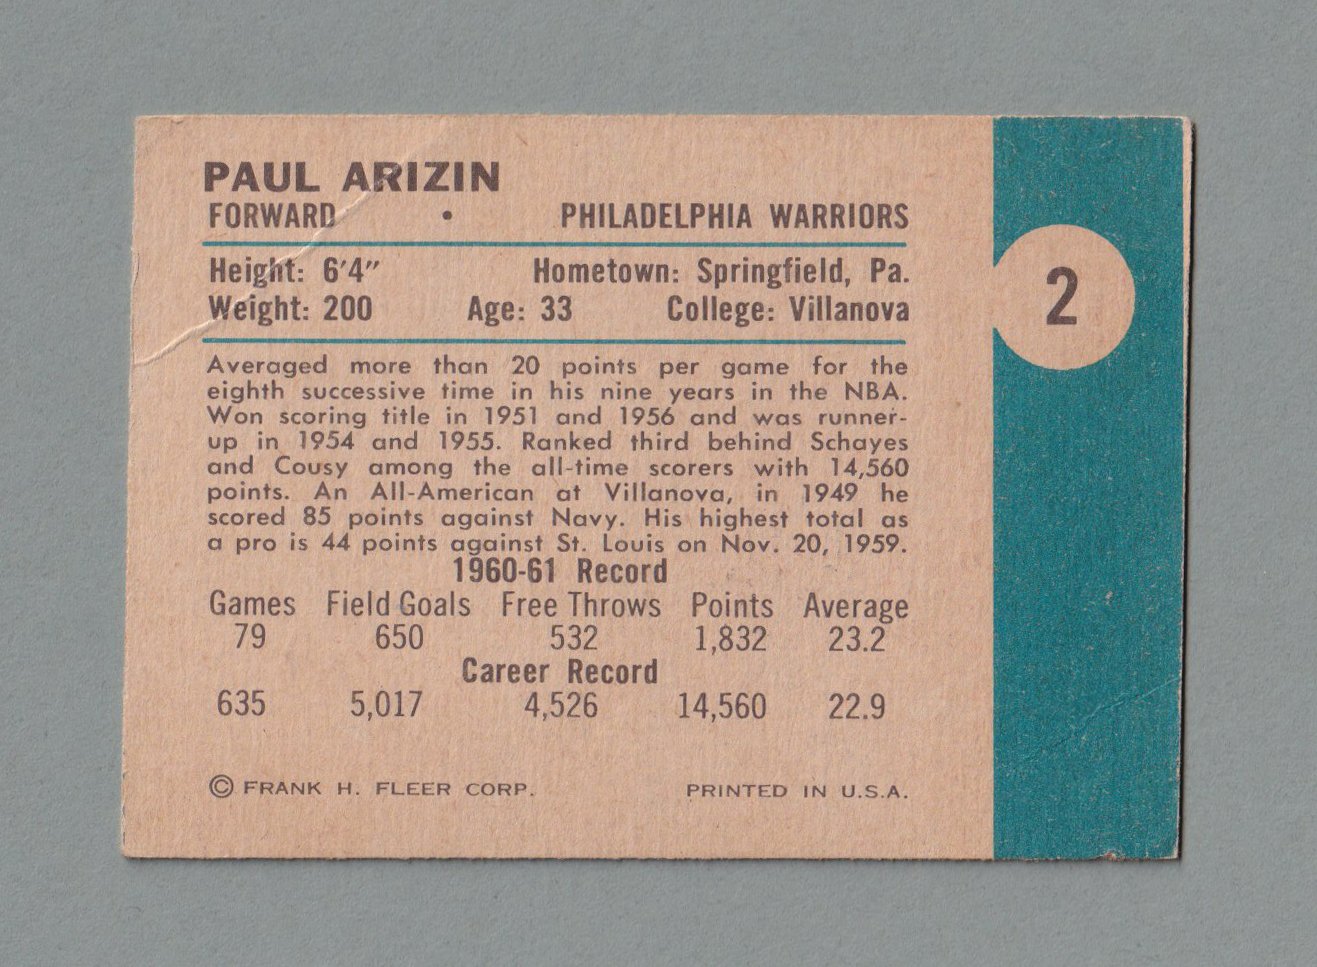 PAUL ARIZIN
FORWARD • PHILADELPHIA WARRIORS
Height: 6'4" Hometown: Springfield, Pa.
Weight: 200 Age: 33 College: Villanova
2
Averaged more than 20 points per game for the
eighth successive time in his nine years in the NBA.
Won scoring title in 1951 and 1956 and was runner-
up in 1954 and 1955. Ranked third behind Schayes
and Cousy among the all-time scorers with 14,560
points. An All-American at Villanova, in 1949 he
scored 85 points against Navy. His highest total as
a pro is 44 points against St. Louis on Nov. 20, 1959.
1960-61 Record
Games Field Goals Free Throws Points Average
79 650 532 1,832 23.2
Career Record
635 5,017 4,526 14,560 22.9
© FRANK H. FLEER CORP. PRINTED IN U.S.A.